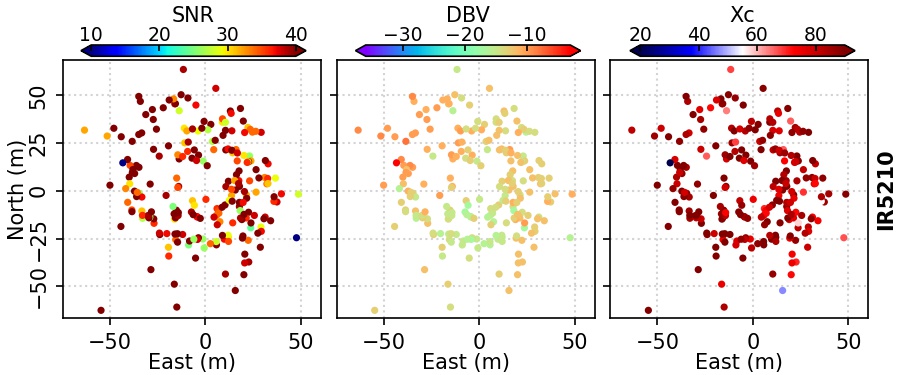 SNR DBV Xc
10 20 30 40 −30 −20 −10 20 40 60 80
50
25
0
−25
−50
North (m)
IR5210
−50 0 50 −50 0 50 −50 0 50
East (m) East (m) East (m)